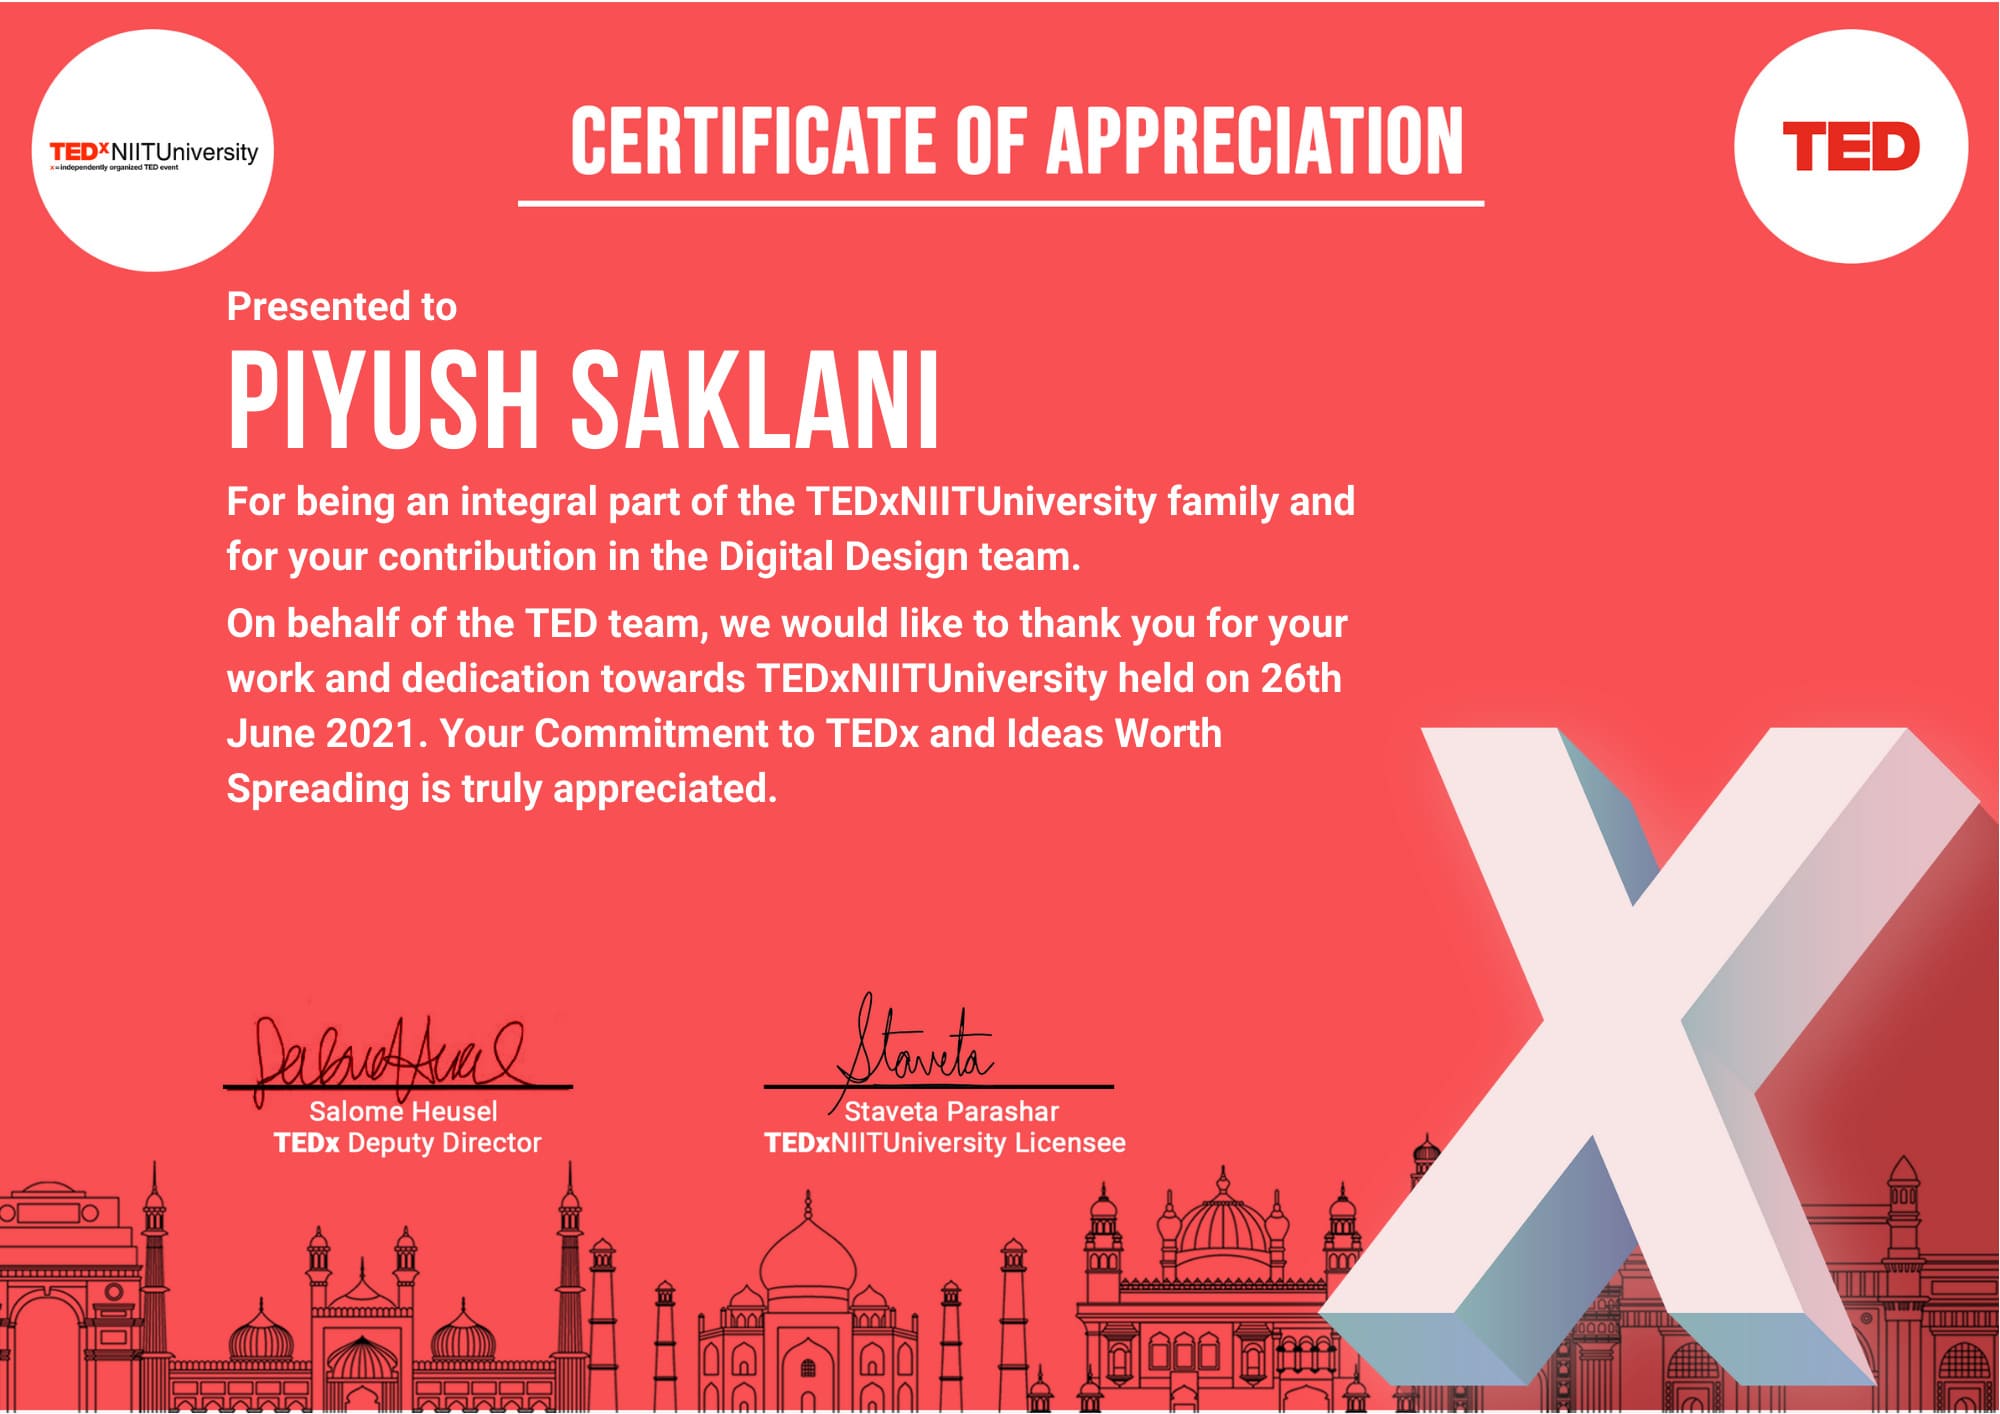 TEDxNIITUniversity
x = independently organized TED event
CERTIFICATE OF APPRECIATION
TED
Presented to
PIYUSH SAKLANI
For being an integral part of the TEDxNIITUniversity family and
for your contribution in the Digital Design team.
On behalf of the TED team, we would like to thank you for your
work and dedication towards TEDxNIITUniversity held on 26th
June 2021. Your Commitment to TEDx and Ideas Worth
Spreading is truly appreciated.
Staveta
Salome Heusel
TEDx Deputy Director
Staveta Parashar
TEDxNIITUniversity Licensee
X